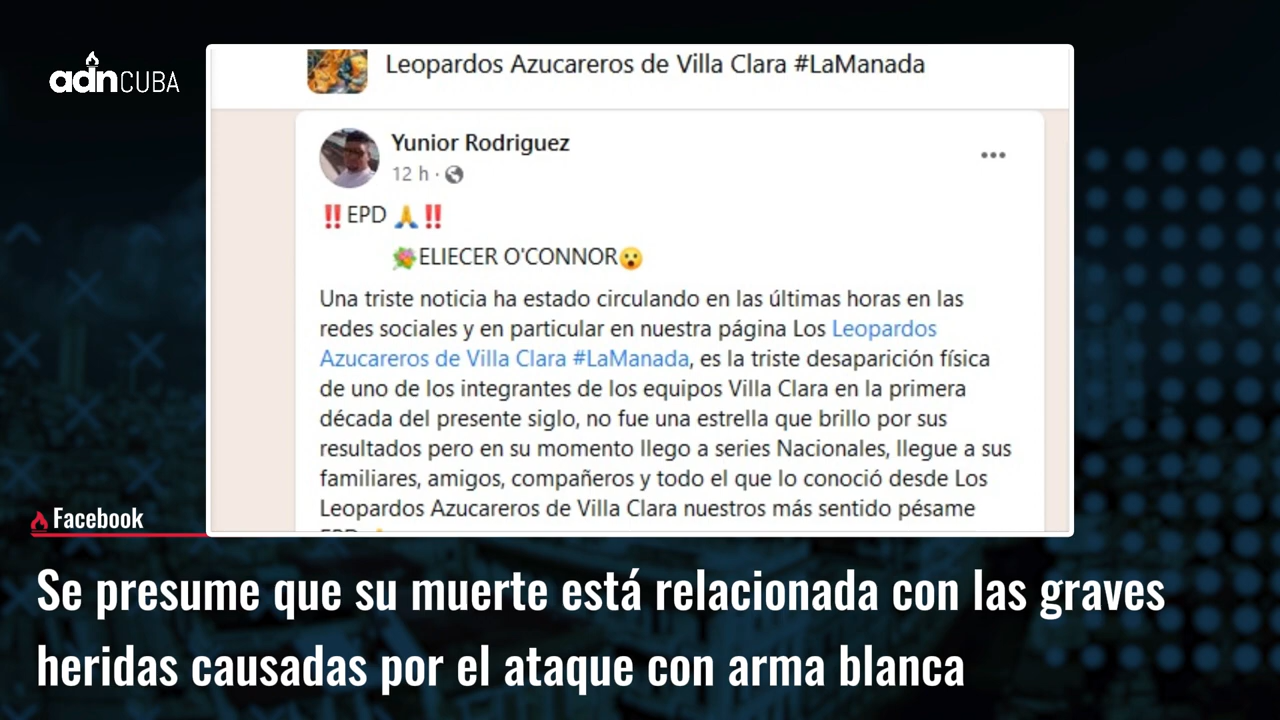 adnCUBA
Leopardos Azucareros de Villa Clara #LaManada
Yunior Rodriguez
12 h ·
‼️EPD 🙏‼️
💐ELIECER O'CONNOR😮
Una triste noticia ha estado circulando en las últimas horas en las
redes sociales y en particular en nuestra página Los Leopardos
Azucareros de Villa Clara #LaManada, es la triste desaparición física
de uno de los integrantes de los equipos Villa Clara en la primera
década del presente siglo, no fue una estrella que brillo por sus
resultados pero en su momento llego a series Nacionales, llegue a sus
familiares, amigos, compañeros y todo el que lo conoció desde Los
Leopardos Azucareros de Villa Clara nuestros más sentido pésame
Facebook
Se presume que su muerte está relacionada con las graves
heridas causadas por el ataque con arma blanca